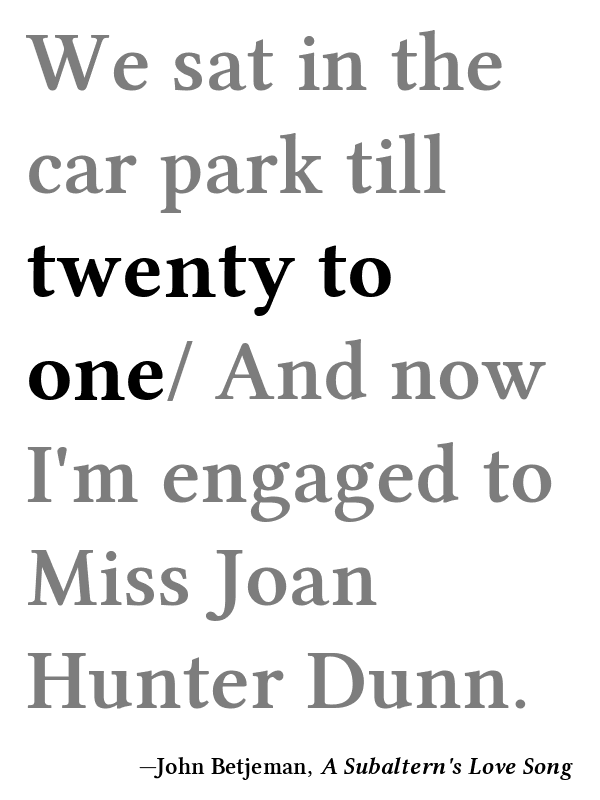 We sat in the
car park till
twenty to
one/ And now
I'm engaged to
Miss Joan
Hunter Dunn.
—John Betjeman, A Subaltern's Love Song